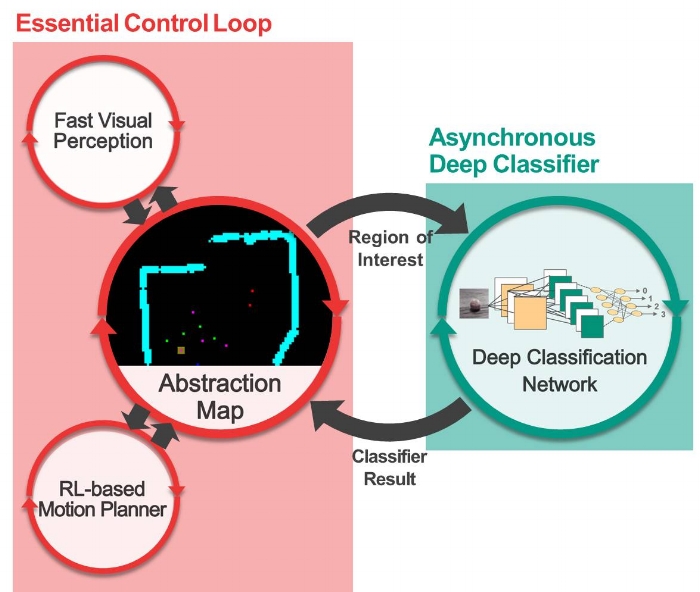 Essential Control Loop
Fast Visual
Perception
Asynchronous
Deep Classifier
Region of
Interest
0
1
2
3
Deep Classification
Network
Abstraction
Map
Classifier
Result
RL-based
Motion Planner